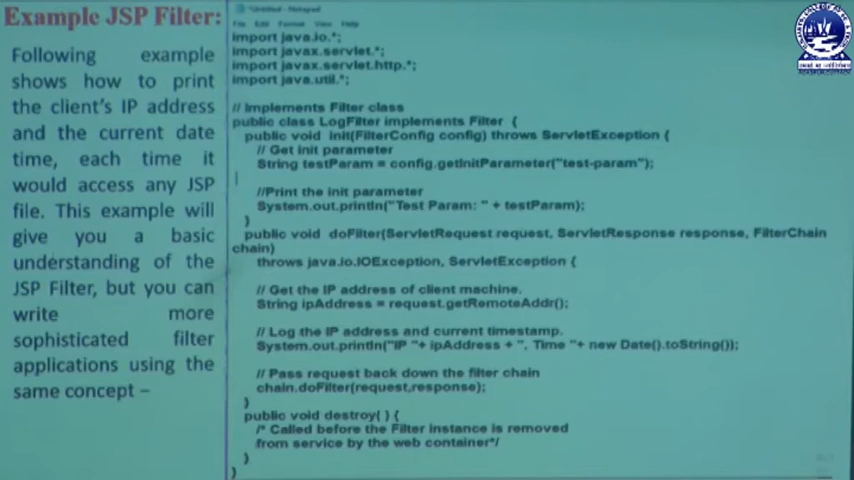 Example JSP Filter:
Following example
shows how to print
the client's IP address
and the current date
time, each time it
would access any JSP
file. This example will
give you a basic
understanding of the
JSP Filter, but you can
write more
sophisticated filter
applications using the
same concept –
*Untitled - Notepad
File Edit Format View Help
import java.io.*;
import javax.servlet.*;
import javax.servlet.http.*;
import java.util.*;
// Implements Filter class
public class LogFilter implements Filter {
public void init(FilterConfig config) throws ServletException {
// Get init parameter
String testParam = config.getInitParameter("test-param");
//Print the init parameter
System.out.println("Test Param: " + testParam);
}
public void doFilter(ServletRequest request, ServletResponse response, FilterChain
chain)
throws java.io.IOException, ServletException {
// Get the IP address of client machine.
String ipAddress = request.getRemoteAddr();
// Log the IP address and current timestamp.
System.out.println("IP "+ ipAddress + ", Time "+ new Date().toString());
// Pass request back down the filter chain
chain.doFilter(request,response);
}
public void destroy( ) {
/* Called before the Filter instance is removed
from service by the web container*/
}
}